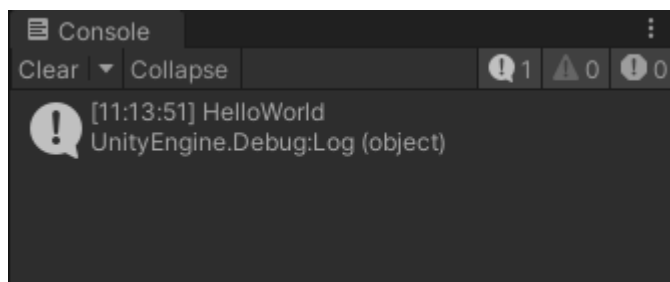 Console
Clear Collapse 1 0 0
[11:13:51] HelloWorld
UnityEngine.Debug:Log (object)